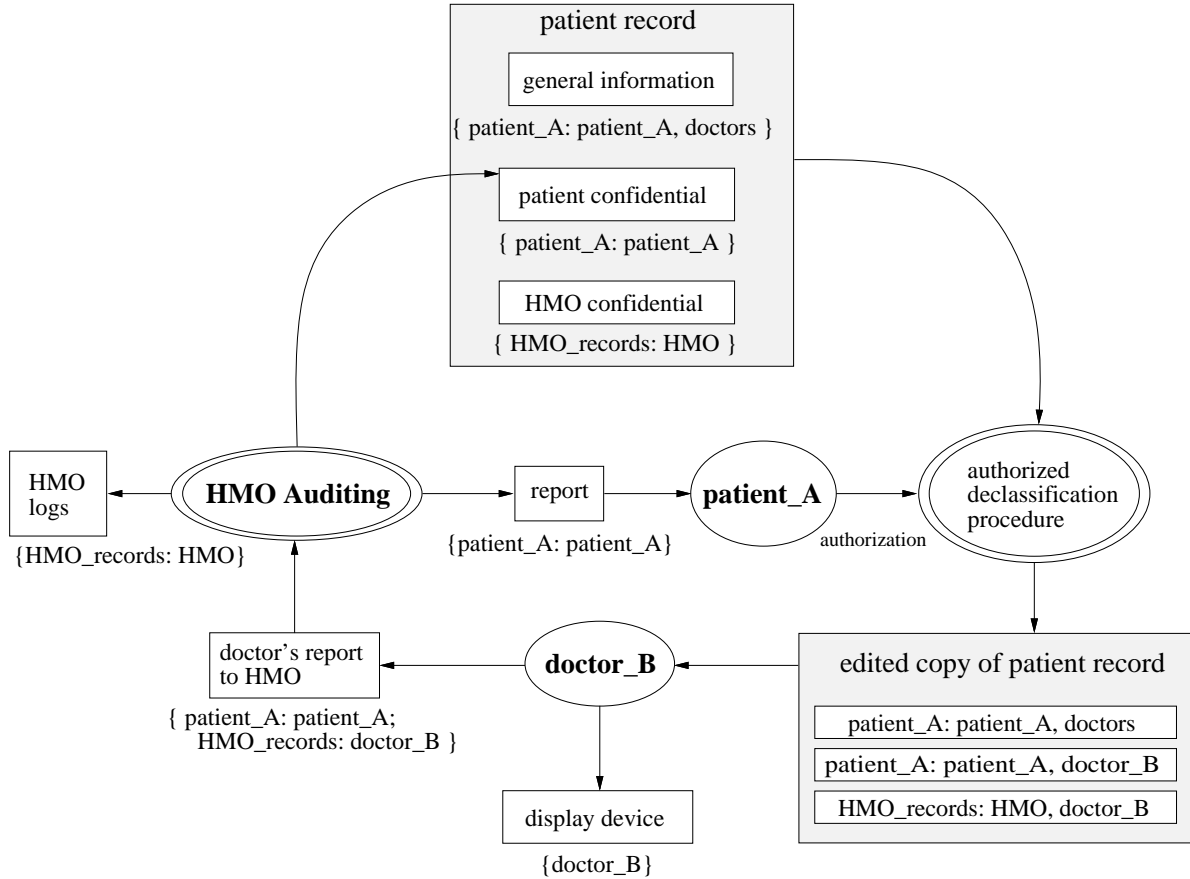 patient record
general information
{ patient_A: patient_A, doctors }
patient confidential
{ patient_A: patient_A }
HMO confidential
{ HMO_records: HMO }
HMO
logs
{HMO_records: HMO}
HMO Auditing
report
{patient_A: patient_A}
patient_A
authorization
authorized
declassification
procedure
doctor's report
to HMO
{ patient_A: patient_A;
HMO_records: doctor_B }
doctor_B
display device
{doctor_B}
edited copy of patient record
patient_A: patient_A, doctors
patient_A: patient_A, doctor_B
HMO_records: HMO, doctor_B